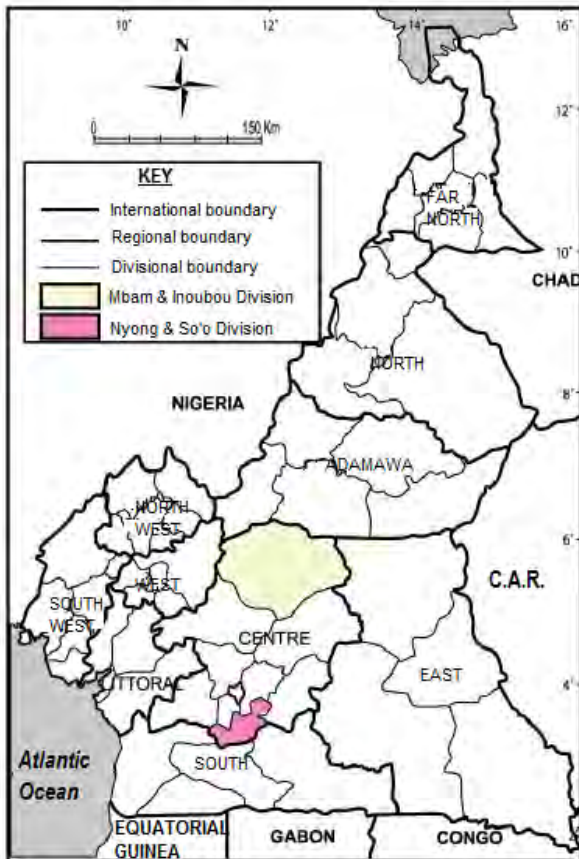 10°
12°
14°
16°
N
0 150 Km
12°
KEY
International boundary
Regional boundary
Divisional boundary
Mbam & Inoubou Division
Nyong & So'o Division
FAR
NORTH
10°
CHAD
NORTH
NIGERIA
8°
ADAMAWA
NORTH
WEST
6°
WEST
C.A.R.
SOUTH
WEST
CENTRE
EAST
LITTORAL
4°
SOUTH
Atlantic
Ocean
EQUATORIAL
GUINEA
GABON
CONGO